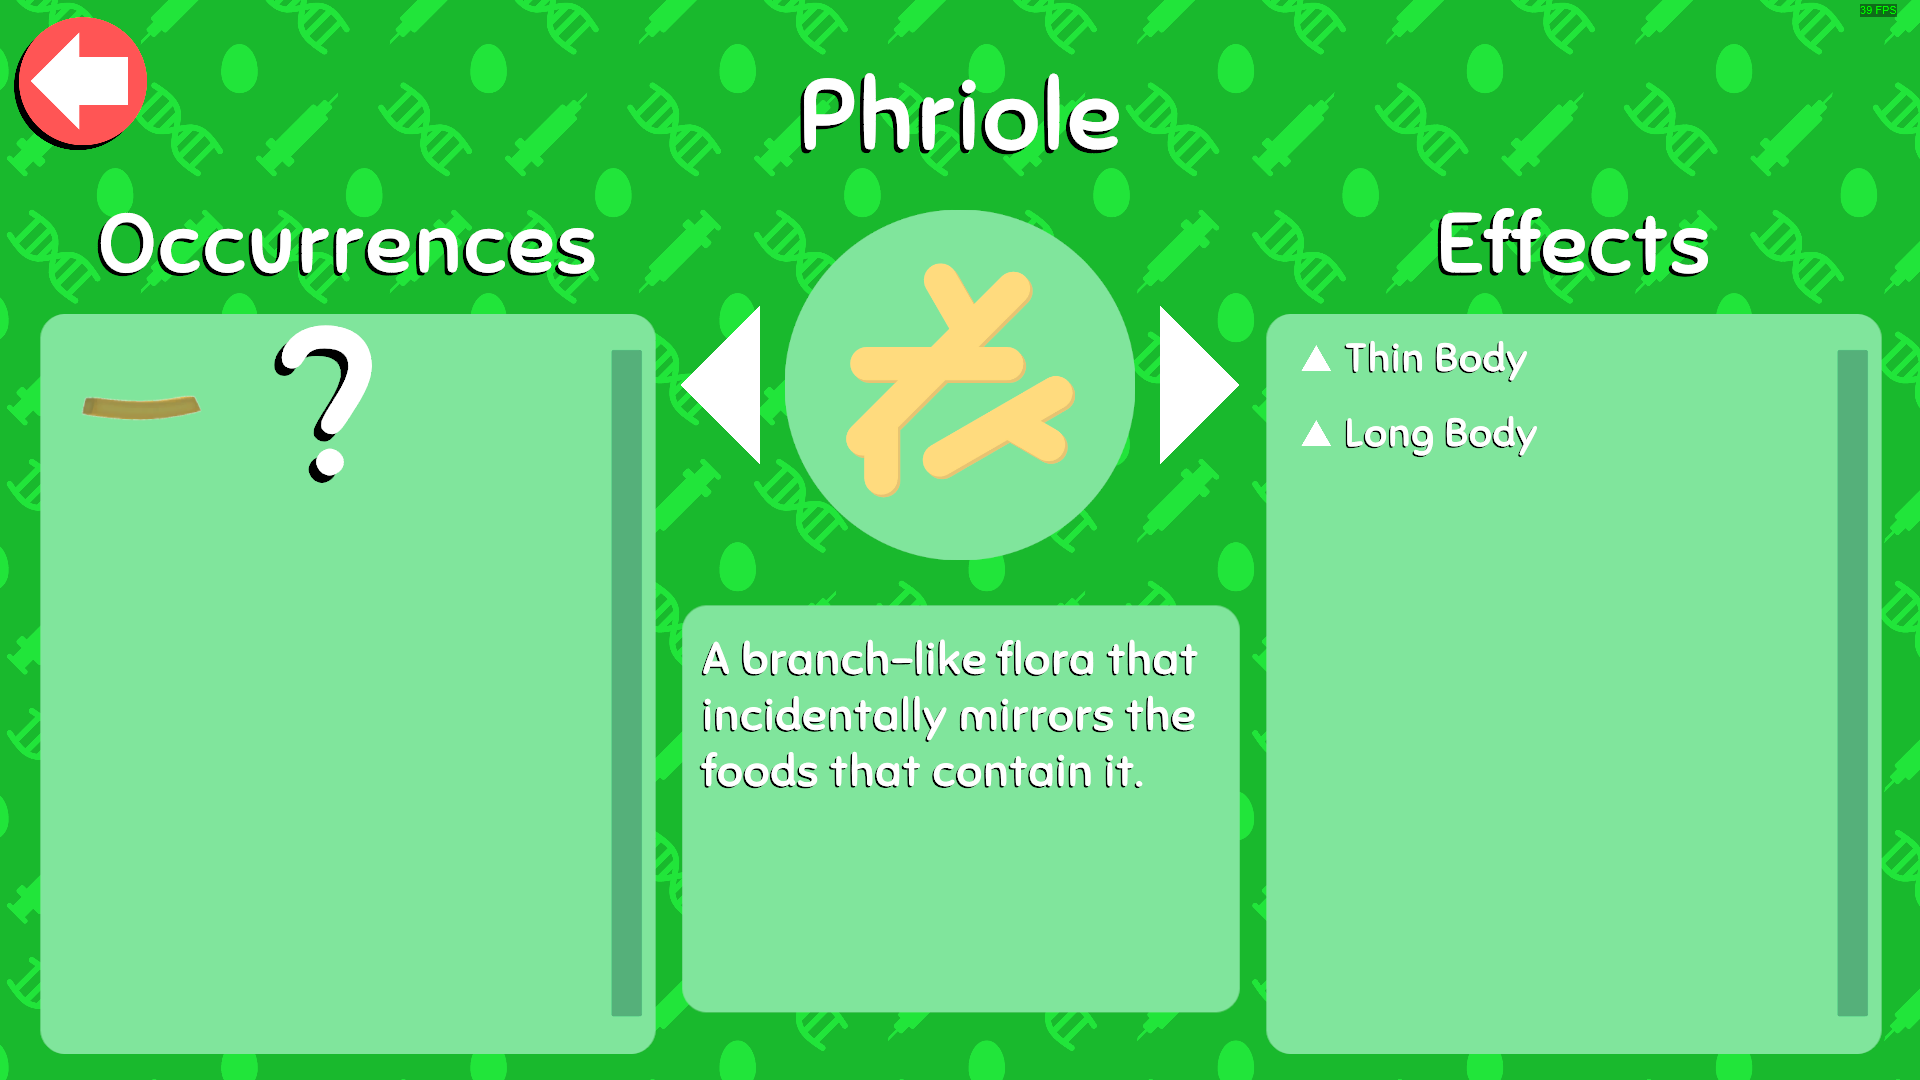 39 FPS
Phriole
Occurrences
Effects
?
Thin Body
Long Body
A branch-like flora that
incidentally mirrors the
foods that contain it.